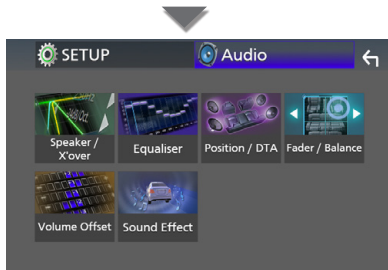 SETUP
Audio
Speaker /
X'over
Equaliser
Position / DTA
Fader / Balance
Volume Offset
Sound Effect